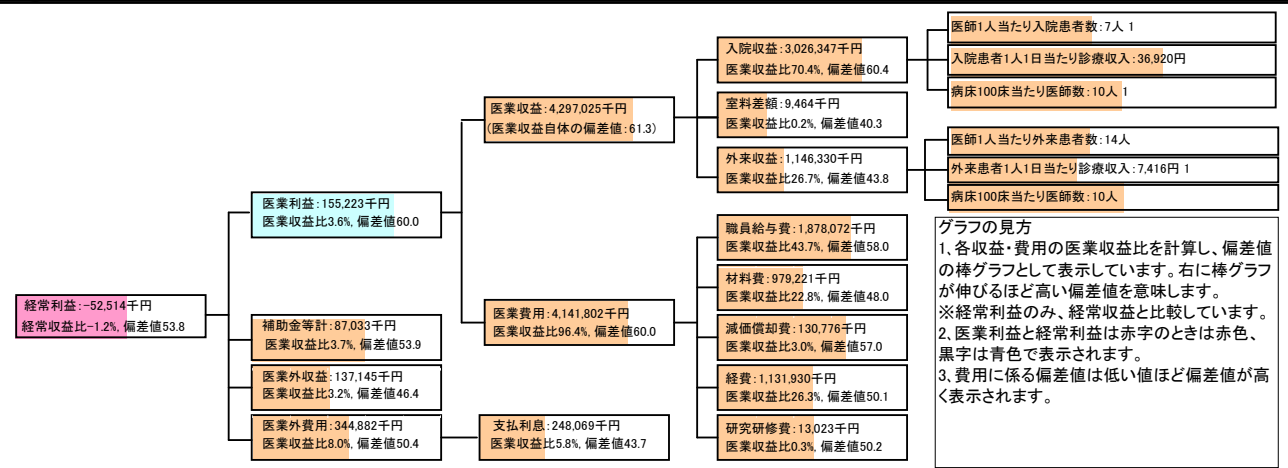 経常利益:-52,514千円
経常収比-1.2%, 偏差値53.8
医業利益:155,223千円
医業収益比3.6%, 偏差値60.0
補助金等計:87,033千円
医業収益比3.7%, 偏差値53.9
医業外収益:137,145千円
医業収益比3.2%, 偏差値46.4
医業外費用:344,882千円
医業収益比8.0%, 偏差値50.4
医業収益:4,297,025千円
(医業収益自体の偏差値:61.3)
医業費用:4,141,802千円
医業収益比96.4%, 偏差値60.0
支払利息:248,069千円
医業収益比5.8%, 偏差値43.7
入院収益:3,026,347千円
医業収益比70.4%, 偏差値60.4
室料差額:9,464千円
医業収益比0.2%, 偏差値40.3
外来収益:1,146,330千円
医業収益比26.7%, 偏差値43.8
職員給与費:1,878,072千円
医業収益比43.7%, 偏差値58.0
材料費:979,221千円
医業収益比22.8%, 偏差値48.0
減価償却費:130,776千円
医業収益比3.0%, 偏差値57.0
経費:1,131,930千円
医業収益比26.3%, 偏差値50.1
研究研修費:13,023千円
医業収益比0.3%, 偏差値50.2
医師1人当たり入院患者数:7人 1
入院患者1人1日当たり診療収入:36,920円
病床100床当たり医師数:10人 1
医師1人当たり外来患者数:14人
外来患者1人1日当たり診療収入:7,416円 1
病床100床当たり医師数:10人
グラフの見方
1、各収益・費用の医業収益比を計算し、偏差値
の棒グラフとして表示しています。右に棒グラフ
が伸びるほど高い偏差値を意味します。
※経常利益のみ、経常収益と比較しています。
2、医業利益と経常利益は赤字のときは赤色、
黒字は青色で表示されます。
3、費用に係る偏差値は低い値ほど偏差値が高
く表示されます。